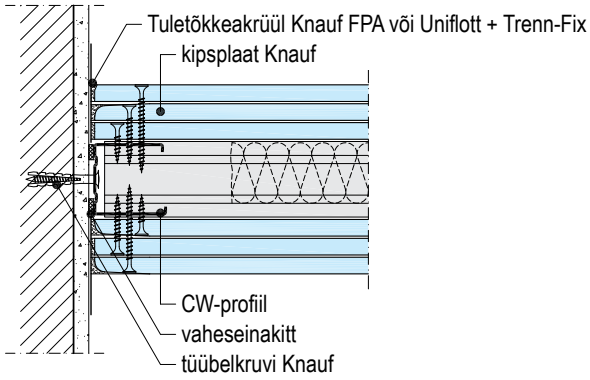 Tuletõkkeakrüül Knauf FPA või Uniflott + Trenn-Fix
kipsplaat Knauf
CW-profiil
vaheseinakitt
tüübelkruvi Knauf